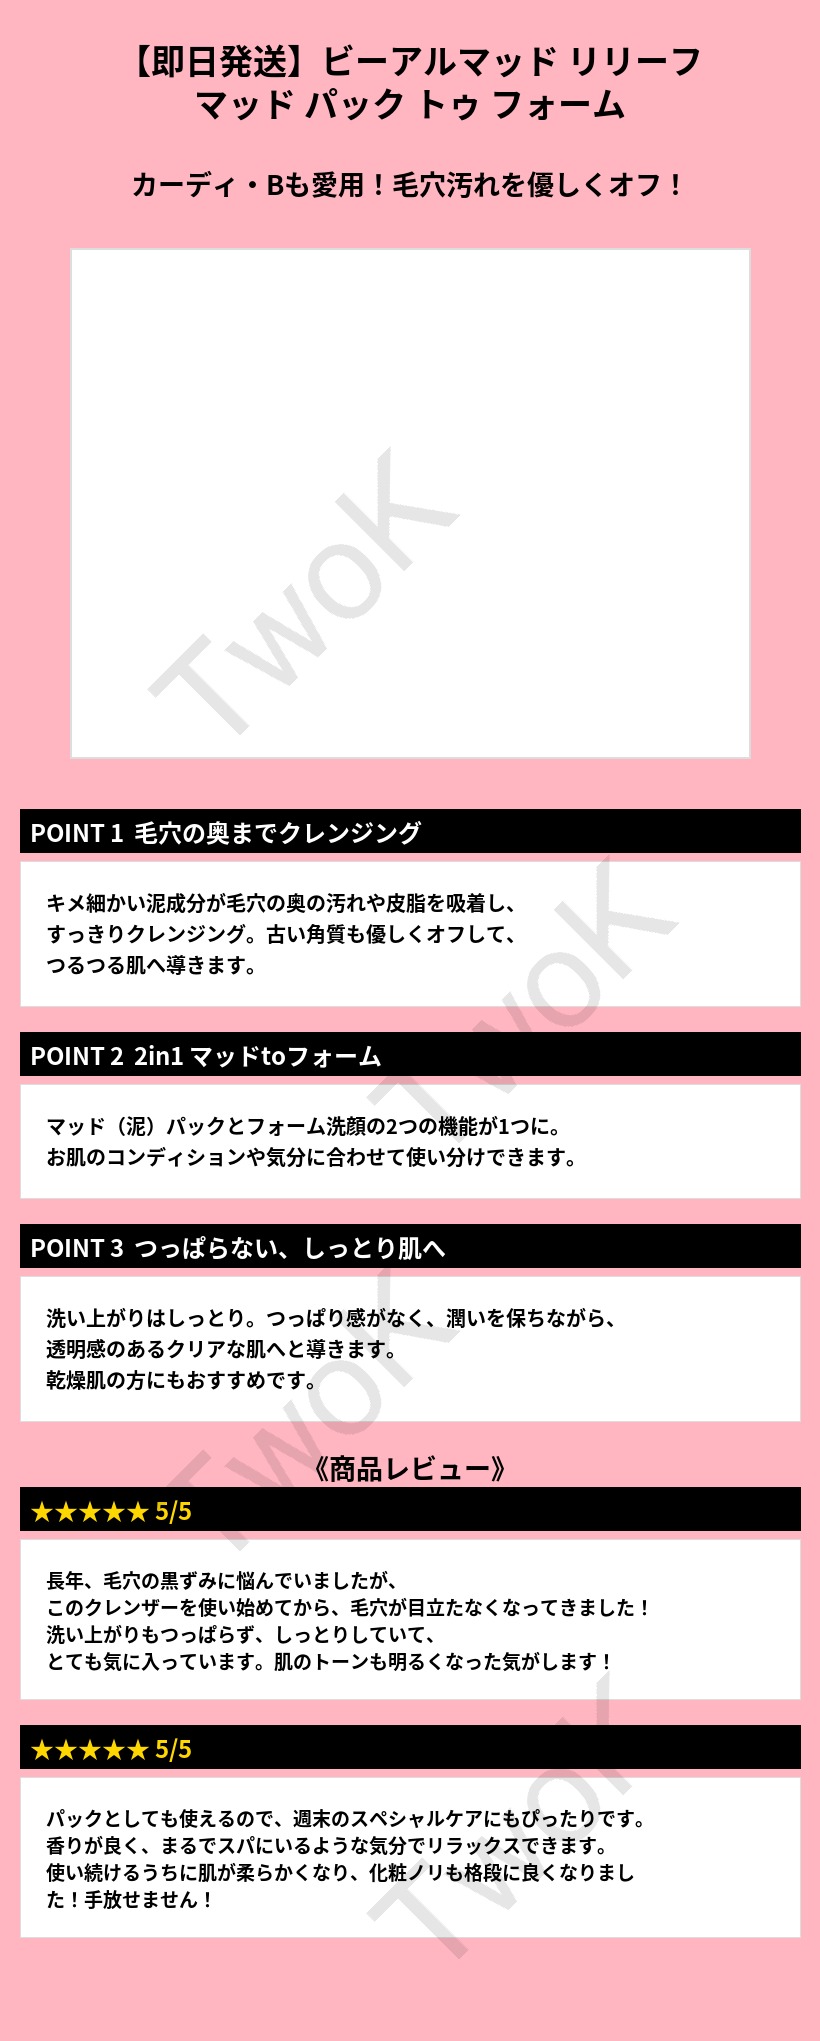 【即日発送】ビーアルマッド リリーフ
マッド パック トゥ フォーム
カーディ・Bも愛用！毛穴汚れを優しくオフ！
TwoK
POINT 1 毛穴の奥までクレンジング
キメ細かい泥成分が毛穴の奥の汚れや皮脂を吸着し、
すっきりクレンジング。古い角質も優しくオフして、
つるつる肌へ導きます。
TwoK
POINT 2 2in1 マッドtoフォーム
マッド（泥）パックとフォーム洗顔の2つの機能が1つに。
お肌のコンディションや気分に合わせて使い分けできます。
POINT 3 つっぱらない、しっとり肌へ
洗い上がりはしっとり。つっぱり感がなく、潤いを保ちながら、
透明感のあるクリアな肌へと導きます。
乾燥肌の方にもおすすめです。
TwoK
《商品レビュー》
★★★★★ 5/5
長年、毛穴の黒ずみに悩んでいましたが、
このクレンザーを使い始めてから、毛穴が目立たなくなってきました！
洗い上がりもつっぱらず、しっとりしていて、
とても気に入っています。肌のトーンも明るくなった気がします！
★★★★★ 5/5
パックとしても使えるので、週末のスペシャルケアにもぴったりです。
香りが良く、まるでスパにいるような気分でリラックスできます。
使い続けるうちに肌が柔らかくなり、化粧ノリも格段に良くなりまし
た！手放せません！
TwoK